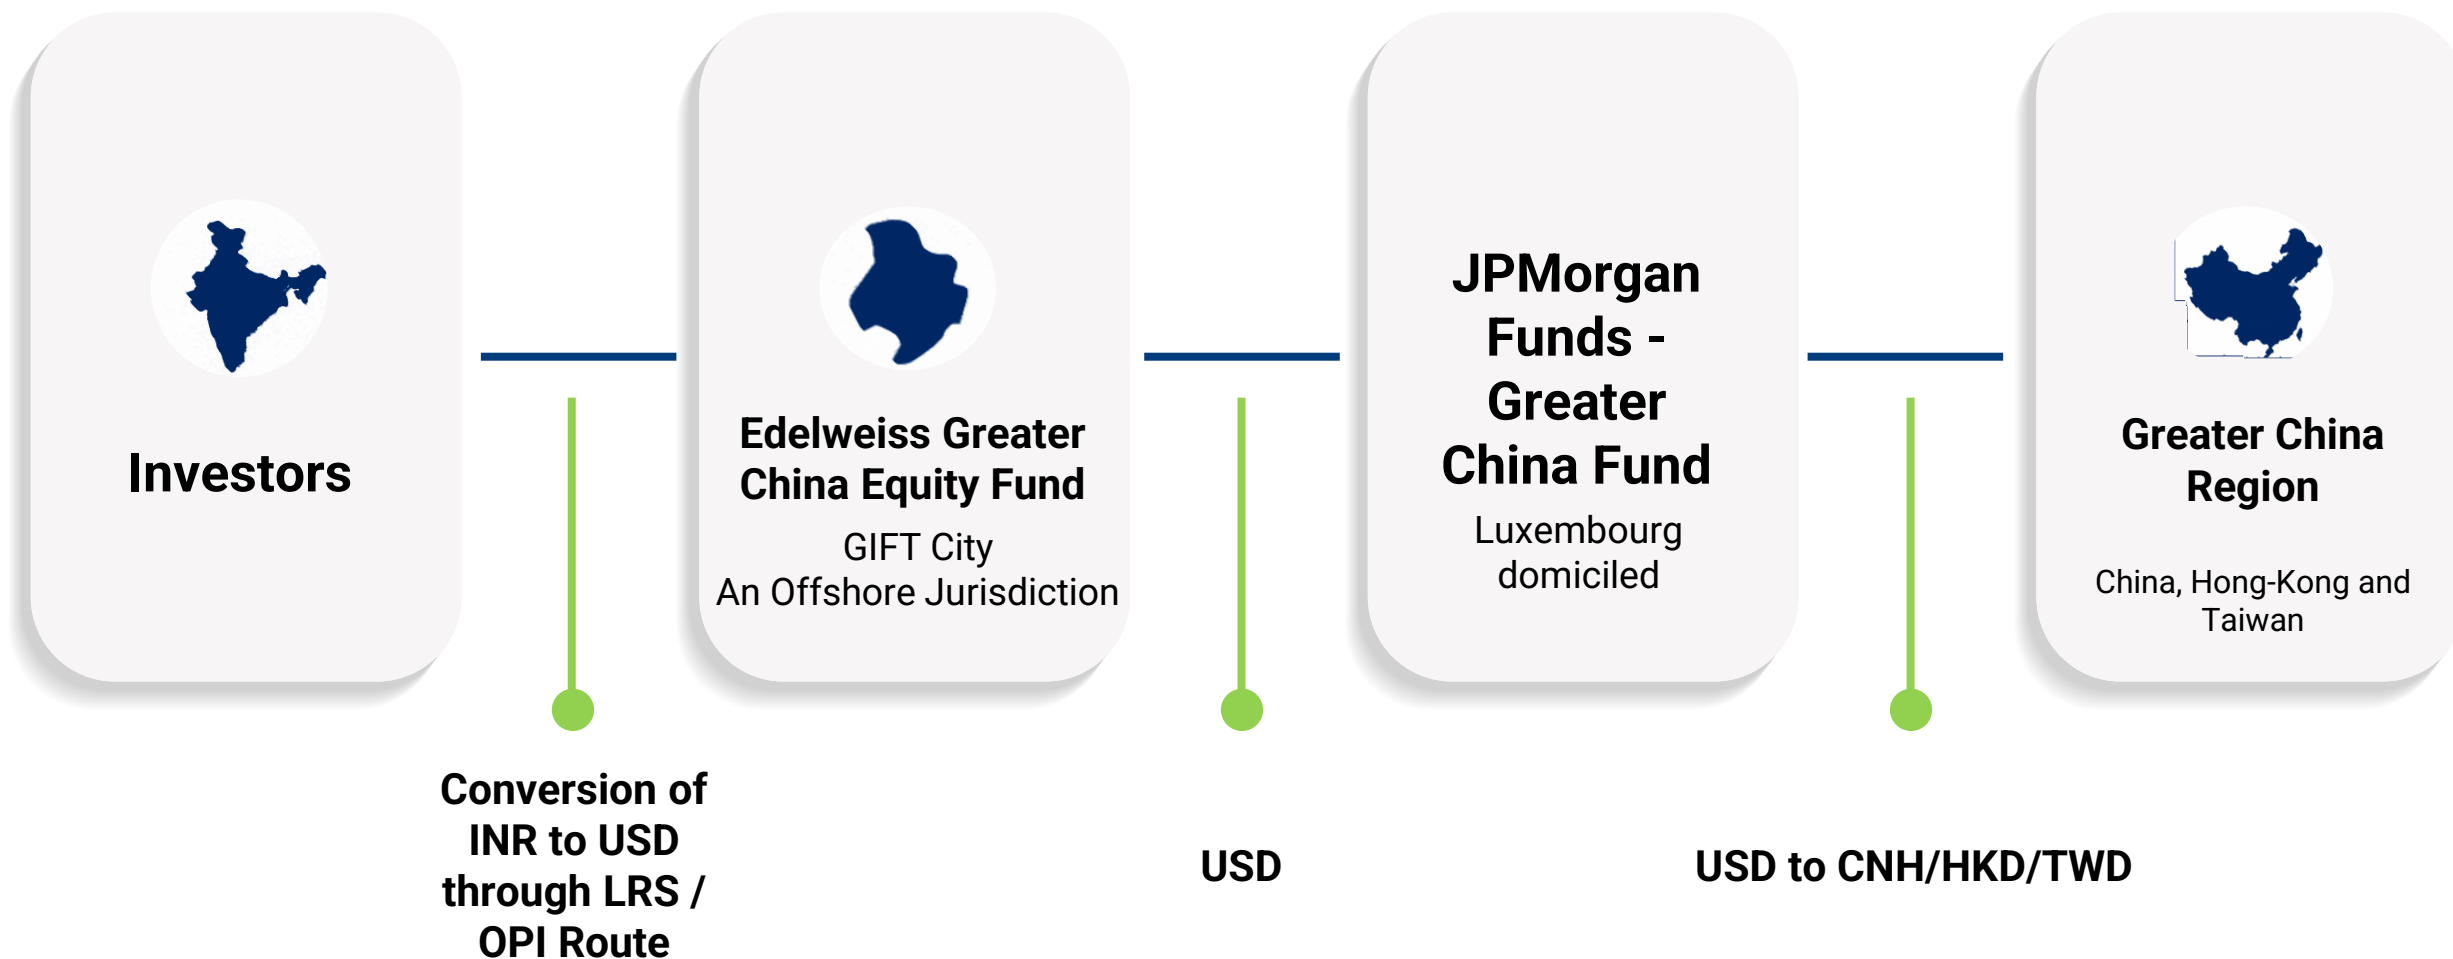 Investors
Edelweiss Greater
China Equity Fund
GIFT City
An Offshore Jurisdiction
JPMorgan
Funds -
Greater
China Fund
Luxembourg
domiciled
Greater China
Region
China, Hong-Kong and
Taiwan
Conversion of
INR to USD
through LRS /
OPI Route
USD
USD to CNH/HKD/TWD